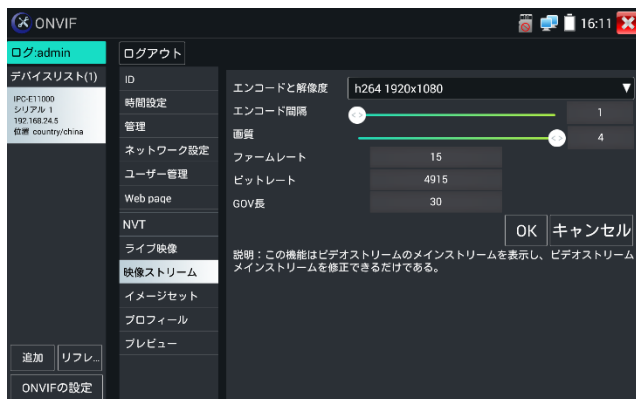 ONVIF
16:11
ログ:admin
ログアウト
デバイスリスト(1)
IPC-E11000
シリアル 1
192.168.24.5
位置 country/china
追加
リフレ...
ONVIFの設定
ID
時間設定
管理
ネットワーク設定
ユーザー管理
Web page
NVT
ライブ映像
映像ストリーム
イメージセット
プロフィール
プレビュー
エンコードと解像度
h264 1920x1080
エンコード間隔
1
画質
4
ファームレート
15
ビットレート
4915
GOV長
30
OK
キャンセル
説明：この機能はビデオストリームのメインストリームを表示し、ビデオストリーム
メインストリームを修正できるだけである。